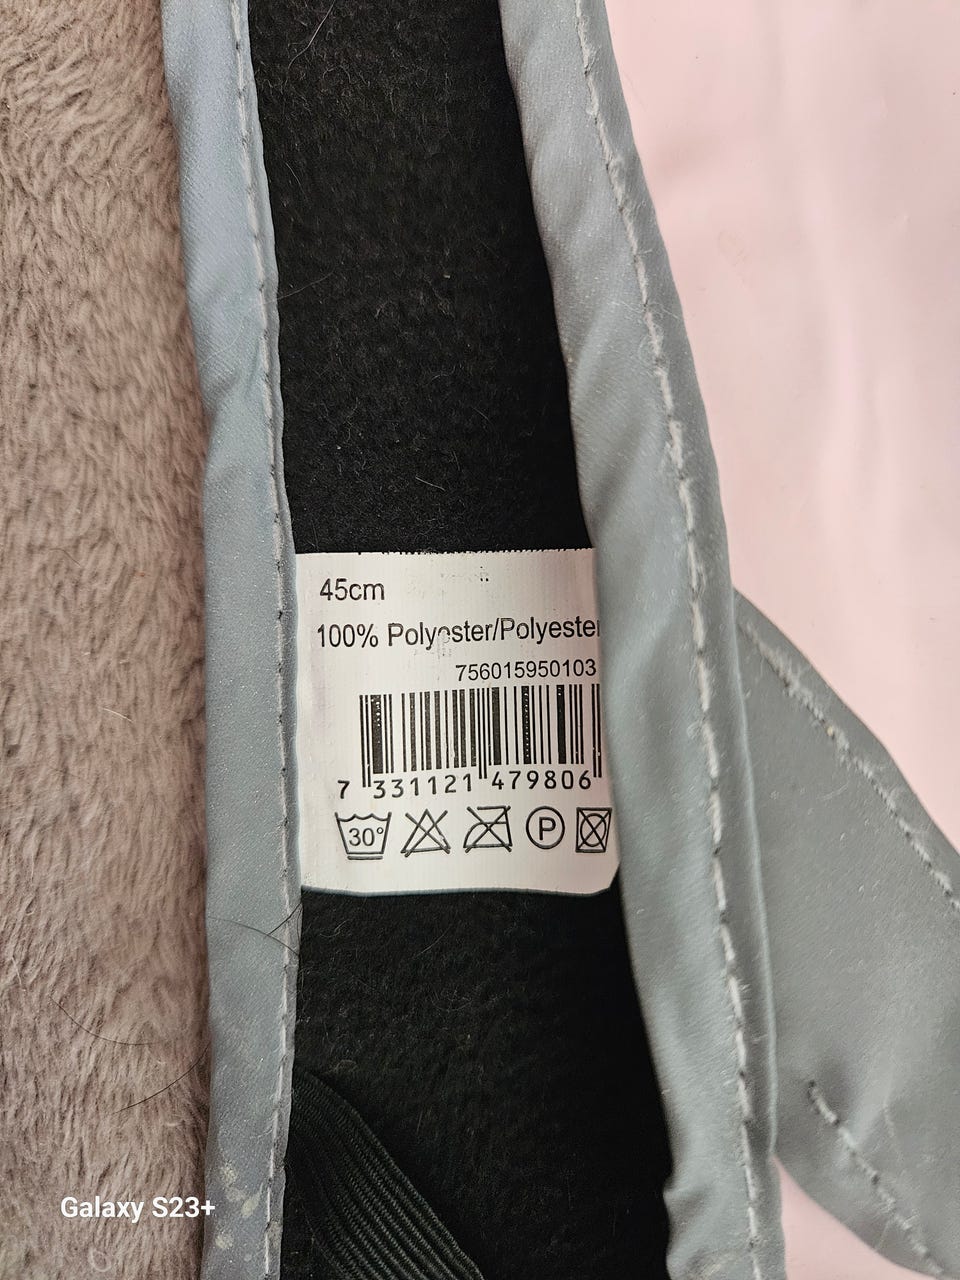 45cm
100% Polyester/Polyester
756015950103
7 331121 479806
30°
P
Galaxy S23+